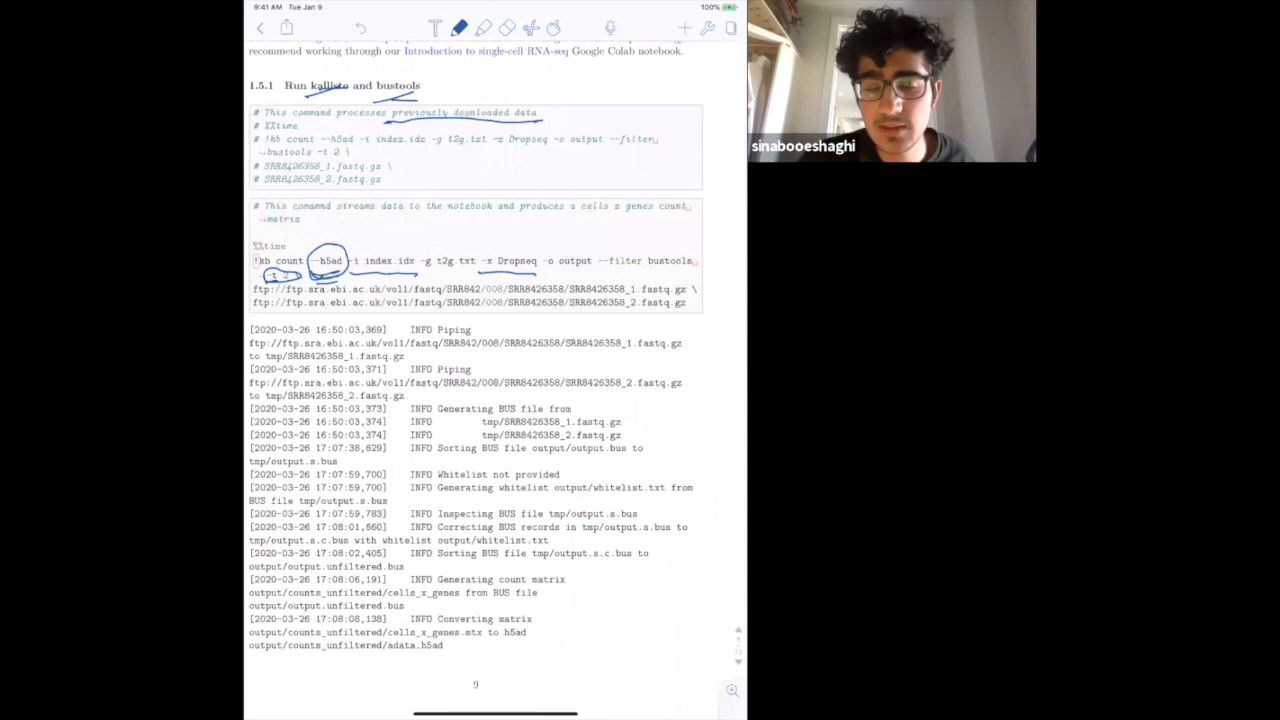 9:41 AM Tue Jan 9
100%
recommend working through our Introduction to single-cell RNA-seq Google Colab notebook.
1.5.1 Run kallisto and bustools
# This command processes previously downloaded data
# %%time
# !kb count --h5ad -i index.idx -g t2g.txt -x Dropseq -o output --filter
bustools -t 2 \
# SRR8426358_1.fastq.gz \
# SRR8426358_2.fastq.gz
# This comamnd streams data to the notebook and produces a cells x genes count
matrix
%%time
!kb count --h5ad -i index.idx -g t2g.txt -x Dropseq -o output --filter bustools
-t 2 \
ftp://ftp.sra.ebi.ac.uk/vol1/fastq/SRR842/008/SRR8426358/SRR8426358_1.fastq.gz \
ftp://ftp.sra.ebi.ac.uk/vol1/fastq/SRR842/008/SRR8426358/SRR8426358_2.fastq.gz
[2020-03-26 16:50:03,369] INFO Piping
ftp://ftp.sra.ebi.ac.uk/vol1/fastq/SRR842/008/SRR8426358/SRR8426358_1.fastq.gz
to tmp/SRR8426358_1.fastq.gz
[2020-03-26 16:50:03,371] INFO Piping
ftp://ftp.sra.ebi.ac.uk/vol1/fastq/SRR842/008/SRR8426358/SRR8426358_2.fastq.gz
to tmp/SRR8426358_2.fastq.gz
[2020-03-26 16:50:03,373] INFO Generating BUS file from
[2020-03-26 16:50:03,374] INFO tmp/SRR8426358_1.fastq.gz
[2020-03-26 16:50:03,374] INFO tmp/SRR8426358_2.fastq.gz
[2020-03-26 17:07:38,629] INFO Sorting BUS file output/output.bus to
tmp/output.s.bus
[2020-03-26 17:07:59,700] INFO Whitelist not provided
[2020-03-26 17:07:59,700] INFO Generating whitelist output/whitelist.txt from
BUS file tmp/output.s.bus
[2020-03-26 17:07:59,783] INFO Inspecting BUS file tmp/output.s.bus
[2020-03-26 17:08:01,560] INFO Correcting BUS records in tmp/output.s.bus to
tmp/output.s.c.bus with whitelist output/whitelist.txt
[2020-03-26 17:08:02,405] INFO Sorting BUS file tmp/output.s.c.bus to
output/output.unfiltered.bus
[2020-03-26 17:08:06,191] INFO Generating count matrix
output/counts_unfiltered/cells_x_genes from BUS file
output/output.unfiltered.bus
[2020-03-26 17:08:08,138] INFO Converting matrix
output/counts_unfiltered/cells_x_genes.mtx to h5ad
output/counts_unfiltered/adata.h5ad
9
sinabooeshaghi